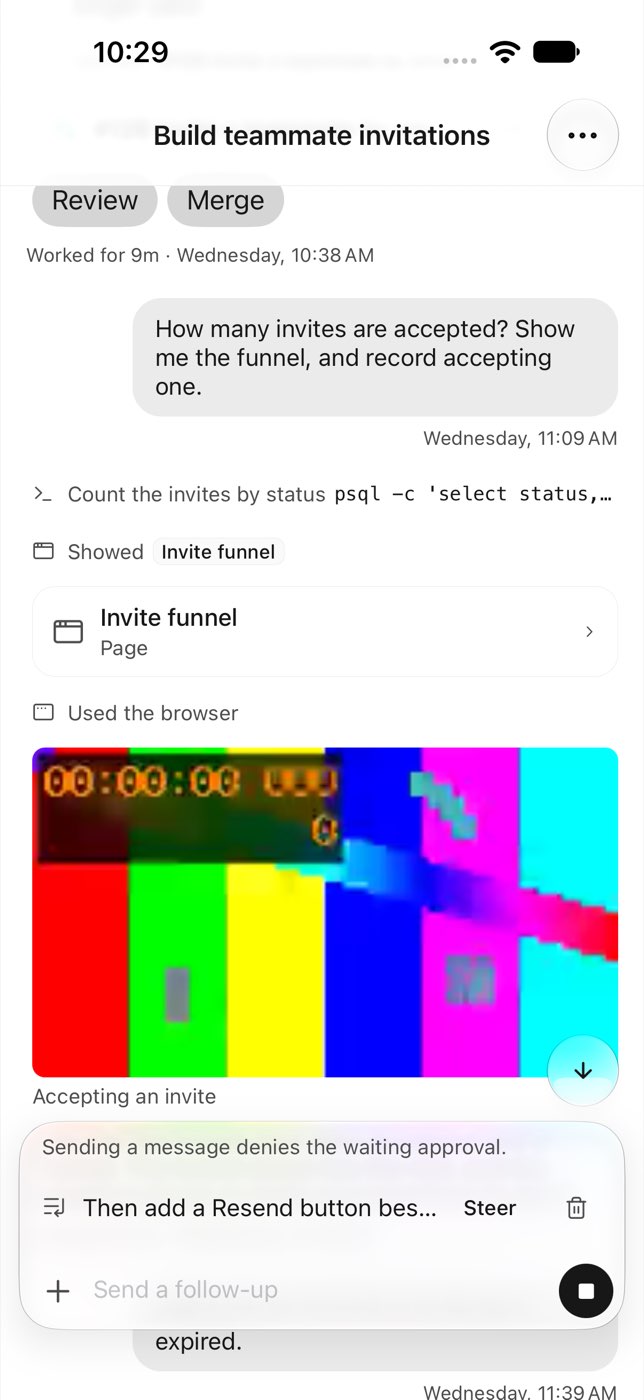 10:29
Build teammate invitations
Review
Merge
Worked for 9m · Wednesday, 10:38 AM
How many invites are accepted? Show
me the funnel, and record accepting
one.
Wednesday, 11:09 AM
Count the invites by status psql -c 'select status,…
Showed Invite funnel
Invite funnel
Page
Used the browser
00:00:00
0
Accepting an invite
Sending a message denies the waiting approval.
Then add a Resend button bes… Steer
Send a follow-up
expired.
Wednesday, 11:39 AM